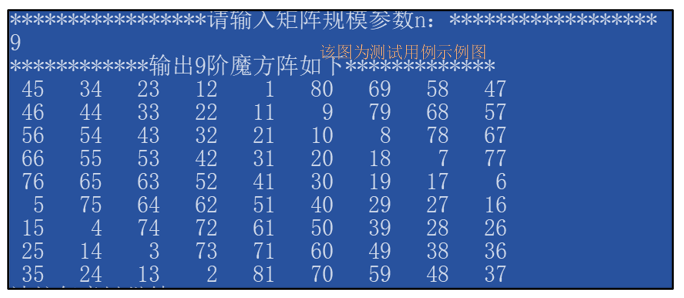 *****************请输入矩阵规模参数n: ******************
9
该图为测试用例示例图
************输出9阶魔方阵如下*************
45 34 23 12 1 80 69 58 47
46 44 33 22 11 9 79 68 57
56 54 43 32 21 10 8 78 67
66 55 53 42 31 20 18 7 77
76 65 63 52 41 30 19 17 6
5 75 64 62 51 40 29 27 16
15 4 74 72 61 50 39 28 26
25 14 3 73 71 60 49 38 36
35 24 13 2 81 70 59 48 37